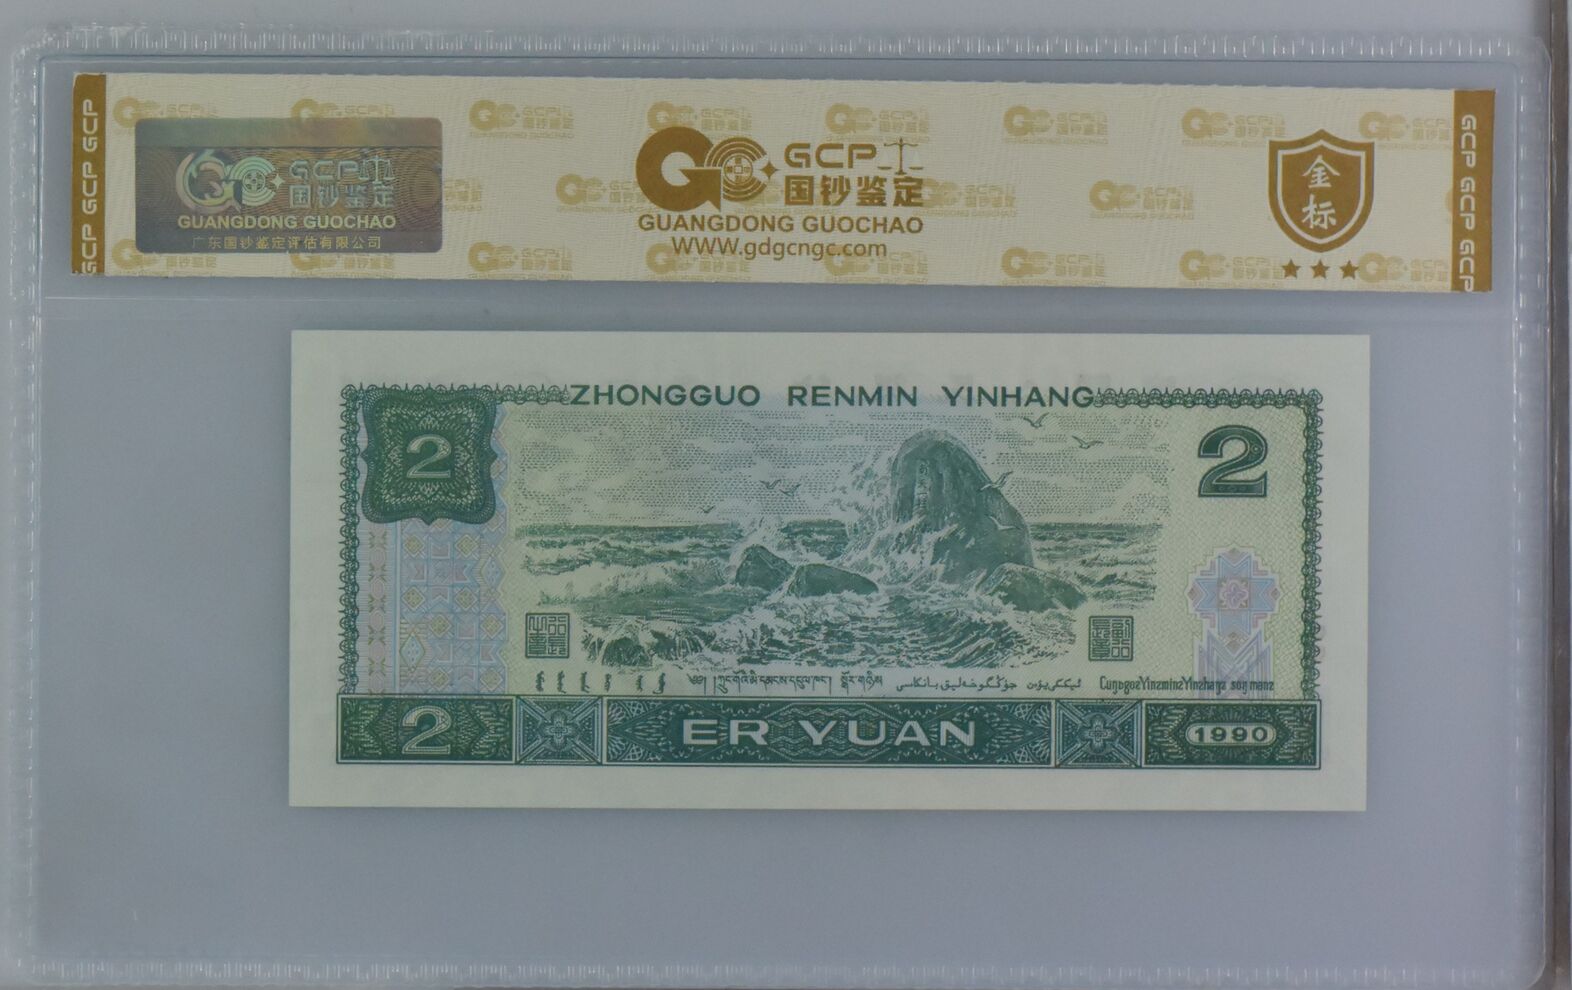 GCP
国钞鉴定
GUANGDONG GUOCHAO
广东国钞鉴定评估有限公司
GCP
国钞鉴定
GUANGDONG GUOCHAO
WWW.gdgcngc.com
金
标
GCP GCP GCP
GCP GCP GCP
ZHONGGUO RENMIN YINHANG
2
2
2 ER YUAN 1990